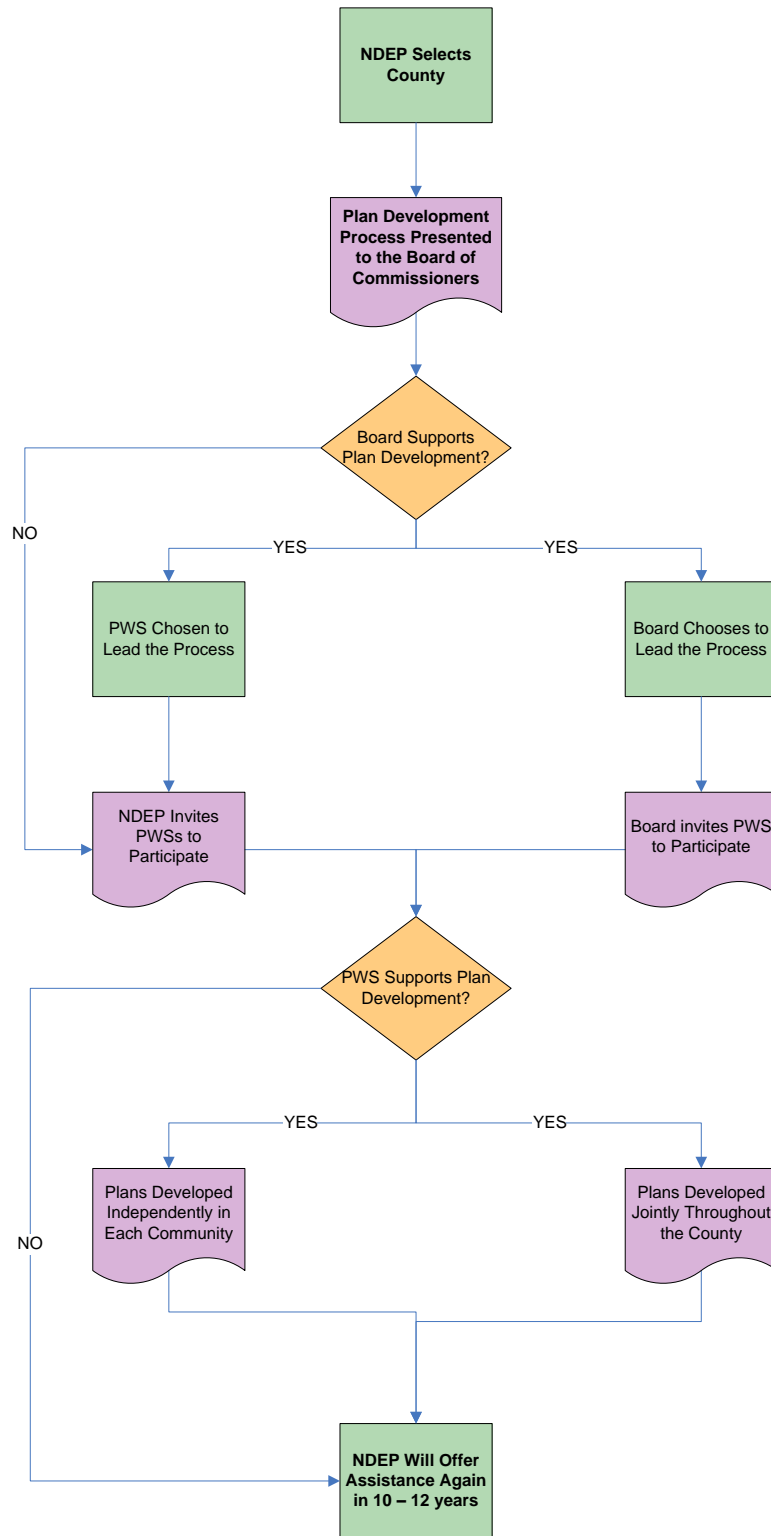 NDEP Selects
County
Plan Development
Process Presented
to the Board of
Commissioners
Board Supports
Plan Development?
NO
YES
YES
PWS Chosen to
Lead the Process
Board Chooses to
Lead the Process
NDEP Invites
PWSs to
Participate
Board invites PWS
to Participate
PWS Supports Plan
Development?
NO
YES
YES
Plans Developed
Independently in
Each Community
Plans Developed
Jointly Throughout
the County
NDEP Will Offer
Assistance Again
in 10 – 12 years